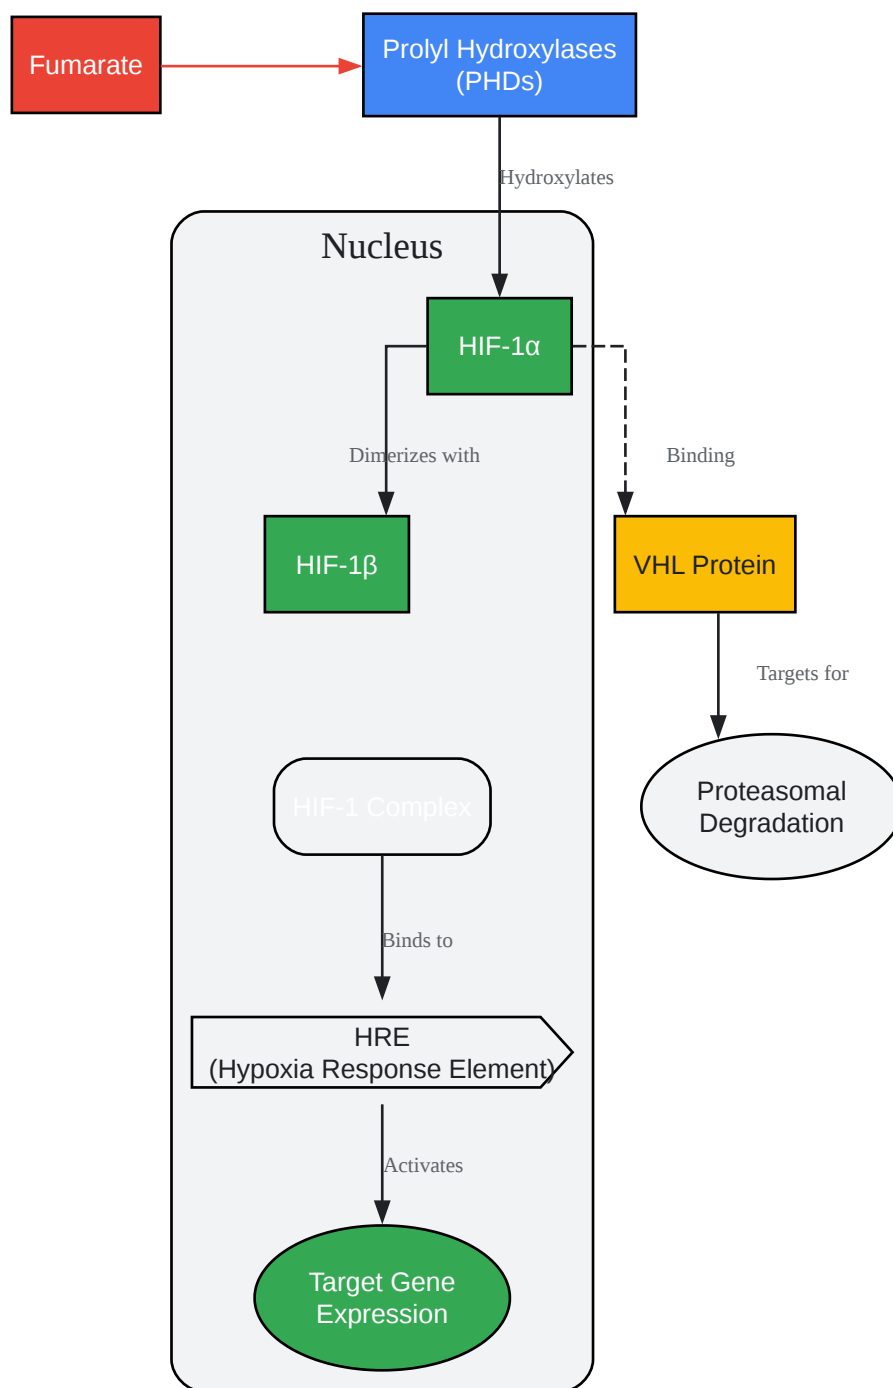 Fumarate
Prolyl Hydroxylases
(PHDs)
Hydroxylates
Nucleus
HIF-1α
Dimerizes with
Binding
HIF-1β
VHL Protein
Targets for
HIF-1 Complex
Proteasomal
Degradation
Binds to
HRE
(Hypoxia Response Element)
Activates
Target Gene
Expression